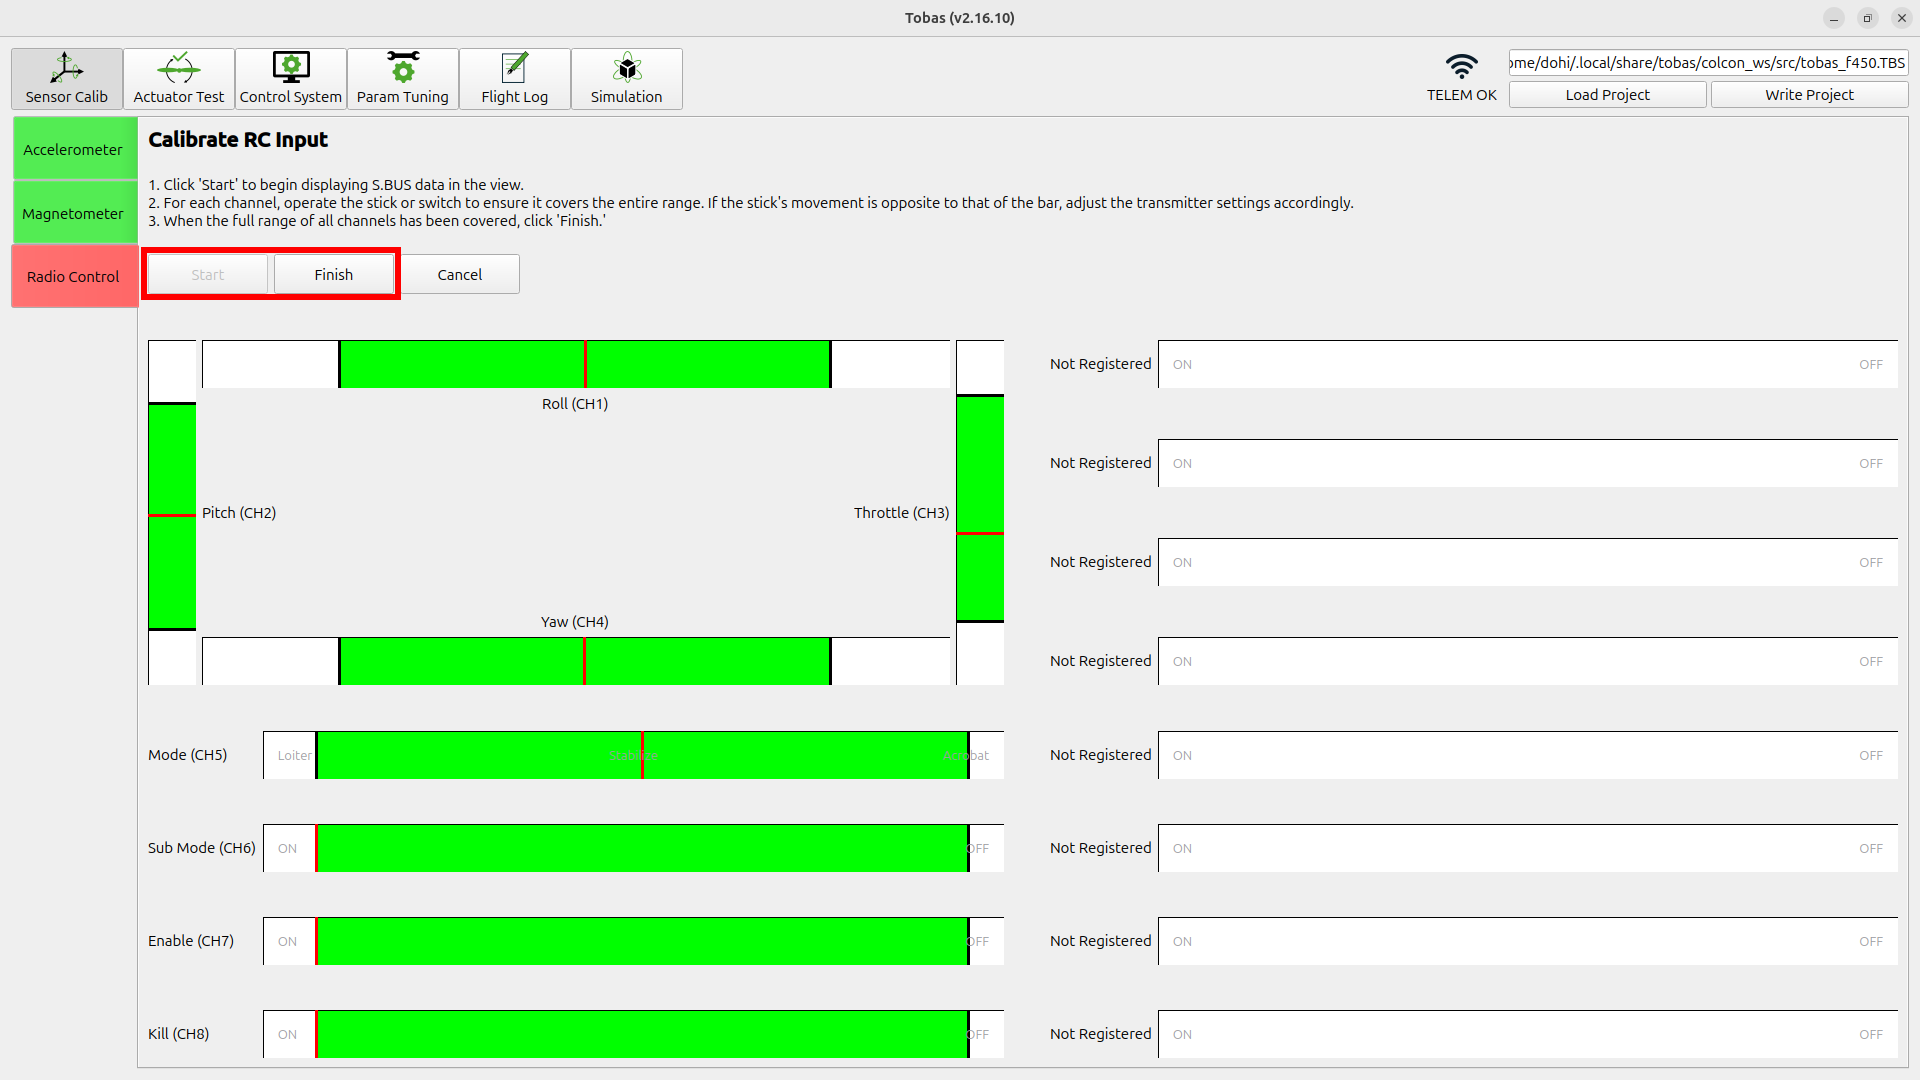 Tobas (v2.16.10)
Sensor Calib
Actuator Test
Control System
Param Tuning
Flight Log
Simulation
TELEM OK
ome/dohi/.local/share/tobas/colcon_ws/src/tobas_f450.TBS
Load Project
Write Project
Accelerometer
Magnetometer
Radio Control
Calibrate RC Input
1. Click 'Start' to begin displaying S.BUS data in the view.
2. For each channel, operate the stick or switch to ensure it covers the entire range. If the stick's movement is opposite to that of the bar, adjust the transmitter settings accordingly.
3. When the full range of all channels has been covered, click 'Finish.'
Start
Finish
Cancel
Roll (CH1)
Pitch (CH2)
Throttle (CH3)
Yaw (CH4)
Mode (CH5)
Loiter
Stabilize
Acrobat
Sub Mode (CH6)
ON
OFF
Enable (CH7)
ON
OFF
Kill (CH8)
ON
OFF
Not Registered
ON
OFF
Not Registered
ON
OFF
Not Registered
ON
OFF
Not Registered
ON
OFF
Not Registered
ON
OFF
Not Registered
ON
OFF
Not Registered
ON
OFF
Not Registered
ON
OFF